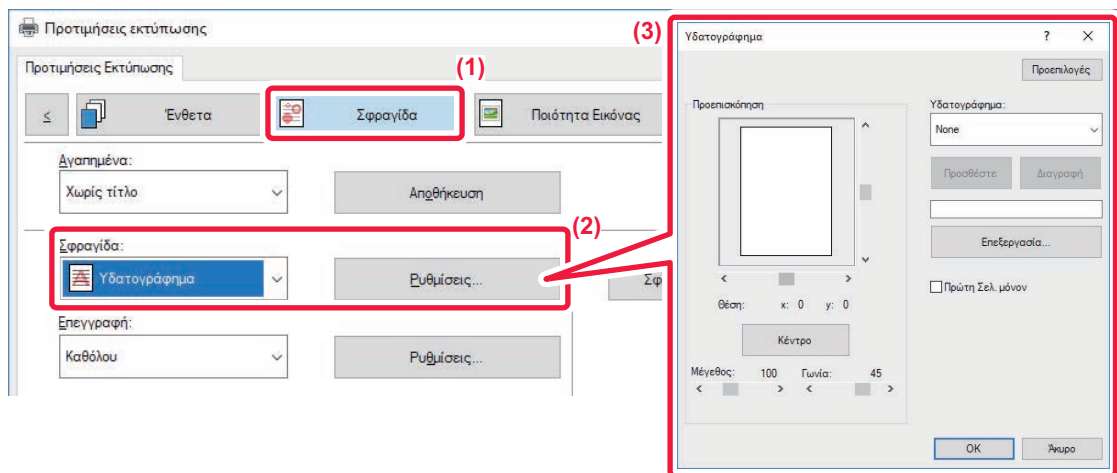 Προτιμήσεις εκτύπωσης
Προτιμήσεις Εκτύπωσης
(1)
≤ Ένθετα Σφραγίδα Ποιότητα Εικόνας
Αγαπημένα:
Χωρίς τίτλο Αποθήκευση
(2)
Σφραγίδα:
Υδατογράφημα Ρυθμίσεις... Σφ
Επεγγραφή:
Καθόλου Ρυθμίσεις...
(3)
Υδατογράφημα ? ×
Προεπιλογές
Προεπισκόπηση
Υδατογράφημα:
None
Προσθέστε Διαγραφή
Επεξεργασία...
Πρώτη Σελ. μόνον
Θέση: x: 0 y: 0
Κέντρο
Μέγεθος: 100 Γωνία: 45
OK Άκυρο